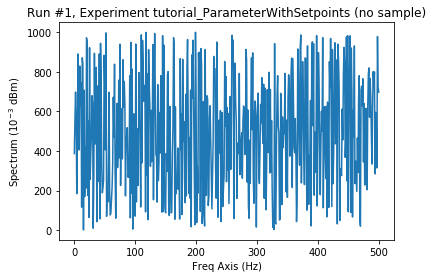 Run #1, Experiment tutorial_ParameterWithSetpoints (no sample)
1000
800
600
400
200
0
Spectrum (10⁻³ dBm)
0 100 200 300 400 500
Freq Axis (Hz)